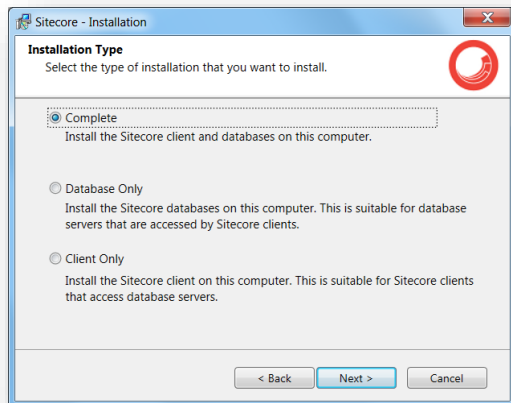 Sitecore - Installation
Installation Type
Select the type of installation that you want to install.
Complete
Install the Sitecore client and databases on this computer.
Database Only
Install the Sitecore databases on this computer. This is suitable for database
servers that are accessed by Sitecore clients.
Client Only
Install the Sitecore client on this computer. This is suitable for Sitecore clients
that access database servers.
< Back Next > Cancel